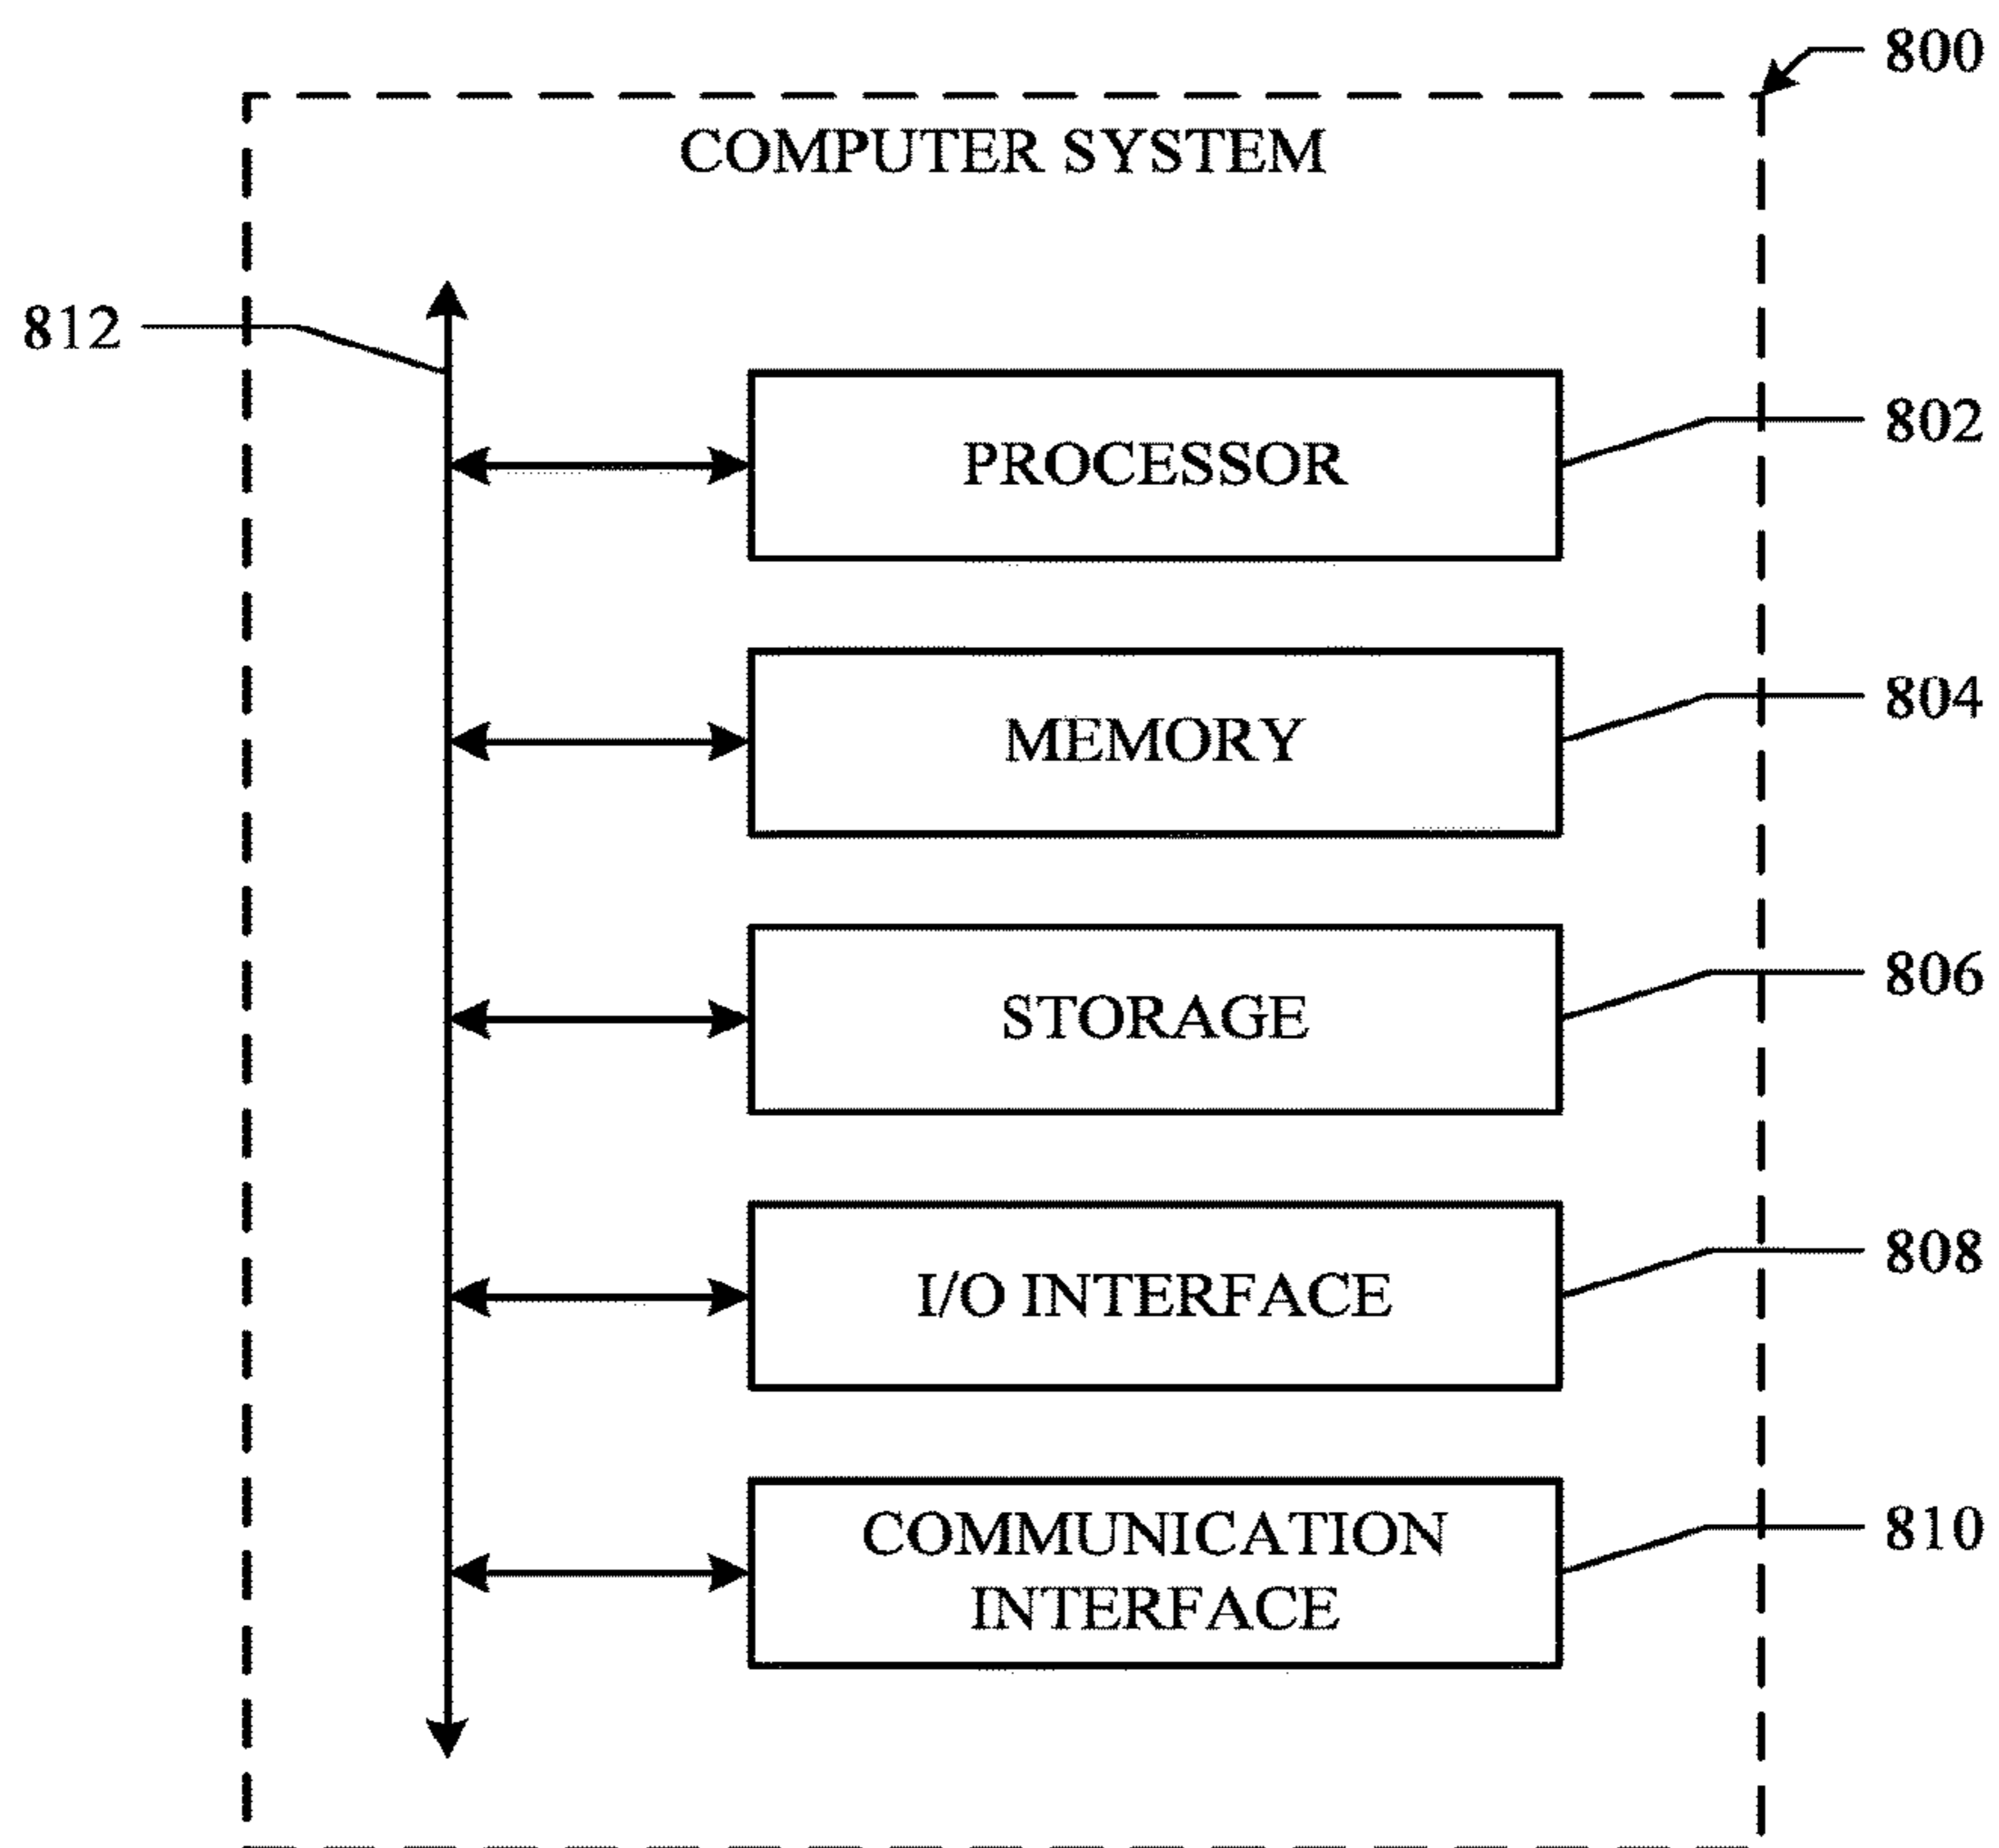 800
COMPUTER SYSTEM
812
PROCESSOR
802
MEMORY
804
STORAGE
806
I/O INTERFACE
808
COMMUNICATION
INTERFACE
810